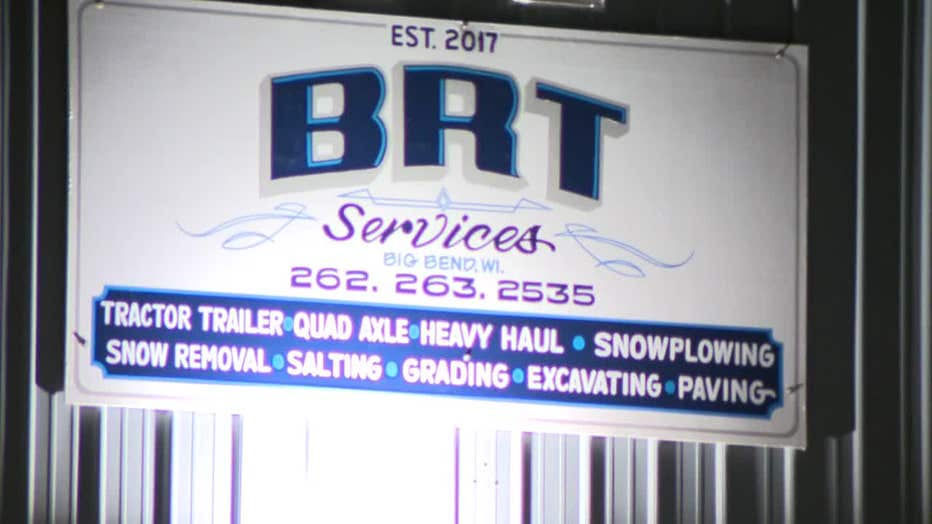 EST. 2017
BRT
Services
BIG BEND, WI.
262. 263. 2535
TRACTOR TRAILER • QUAD AXLE • HEAVY HAUL • SNOWPLOWING
SNOW REMOVAL • SALTING • GRADING • EXCAVATING • PAVING